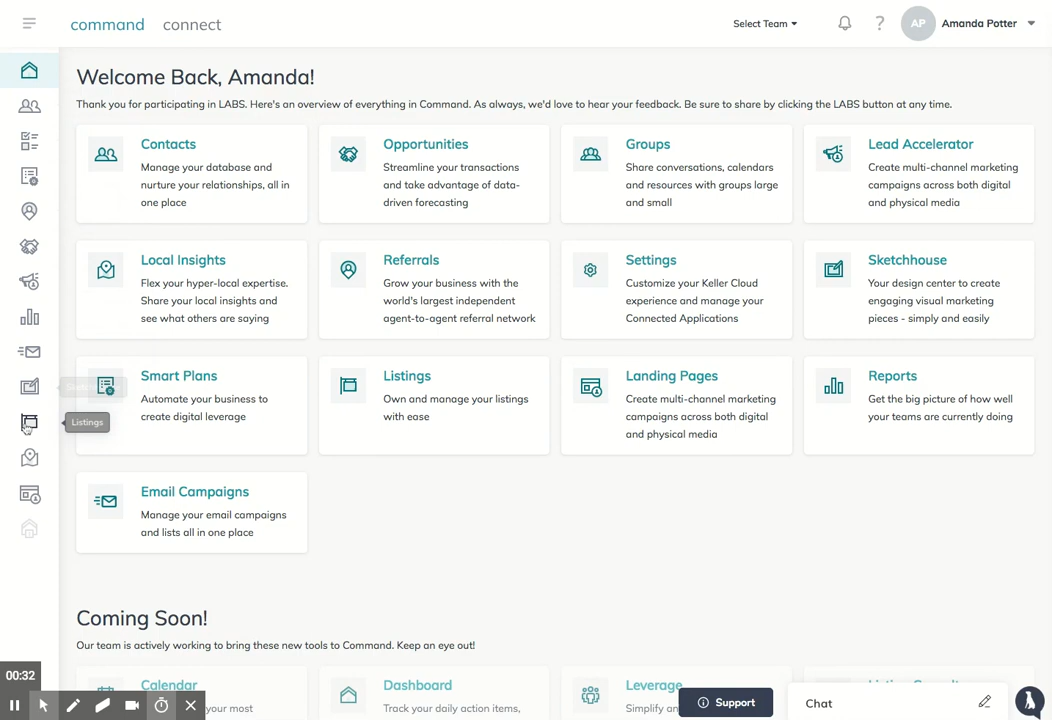 command connect
Select Team
AP
Amanda Potter
Welcome Back, Amanda!
Thank you for participating in LABS. Here's an overview of everything in Command. As always, we'd love to hear your feedback. Be sure to share by clicking the LABS button at any time.
Contacts
Manage your database and
nurture your relationships, all in
one place
Opportunities
Streamline your transactions
and take advantage of data-
driven forecasting
Groups
Share conversations, calendars
and resources with groups large
and small
Lead Accelerator
Create multi-channel marketing
campaigns across both digital
and physical media
Local Insights
Flex your hyper-local expertise.
Share your local insights and
see what others are saying
Referrals
Grow your business with the
world's largest independent
agent-to-agent referral network
Settings
Customize your Keller Cloud
experience and manage your
Connected Applications
Sketchhouse
Your design center to create
engaging visual marketing
pieces - simply and easily
Smart Plans
Automate your business to
create digital leverage
Listings
Own and manage your listings
with ease
Landing Pages
Create multi-channel marketing
campaigns across both digital
and physical media
Reports
Get the big picture of how well
your teams are currently doing
Listings
Email Campaigns
Manage your email campaigns
and lists all in one place
Coming Soon!
Our team is actively working to bring these new tools to Command. Keep an eye out!
Calendar
your most
Dashboard
Track your daily action items,
Leverage
Simplify an
00:32
Support
Chat